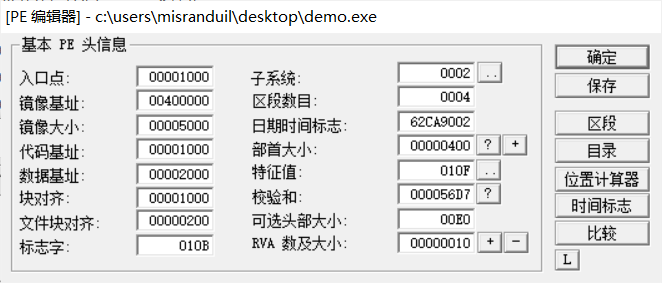 [PE 编辑器] - c:\users\misranduil\desktop\demo.exe
基本 PE 头信息
入口点: 00001000 子系统: 0002 .. 确定
镜像基址: 00400000 区段数目: 0004 保存
镜像大小: 00005000 日期时间标志: 62CA9002 区段
代码基址: 00001000 部首大小: 00000400 ? + 目录
数据基址: 00002000 特征值: 010F .. 位置计算器
块对齐: 00001000 校验和: 000056D7 ? 时间标志
文件块对齐: 00000200 可选头部大小: 00E0 比较
标志字: 010B RVA 数及大小: 00000010 + - L